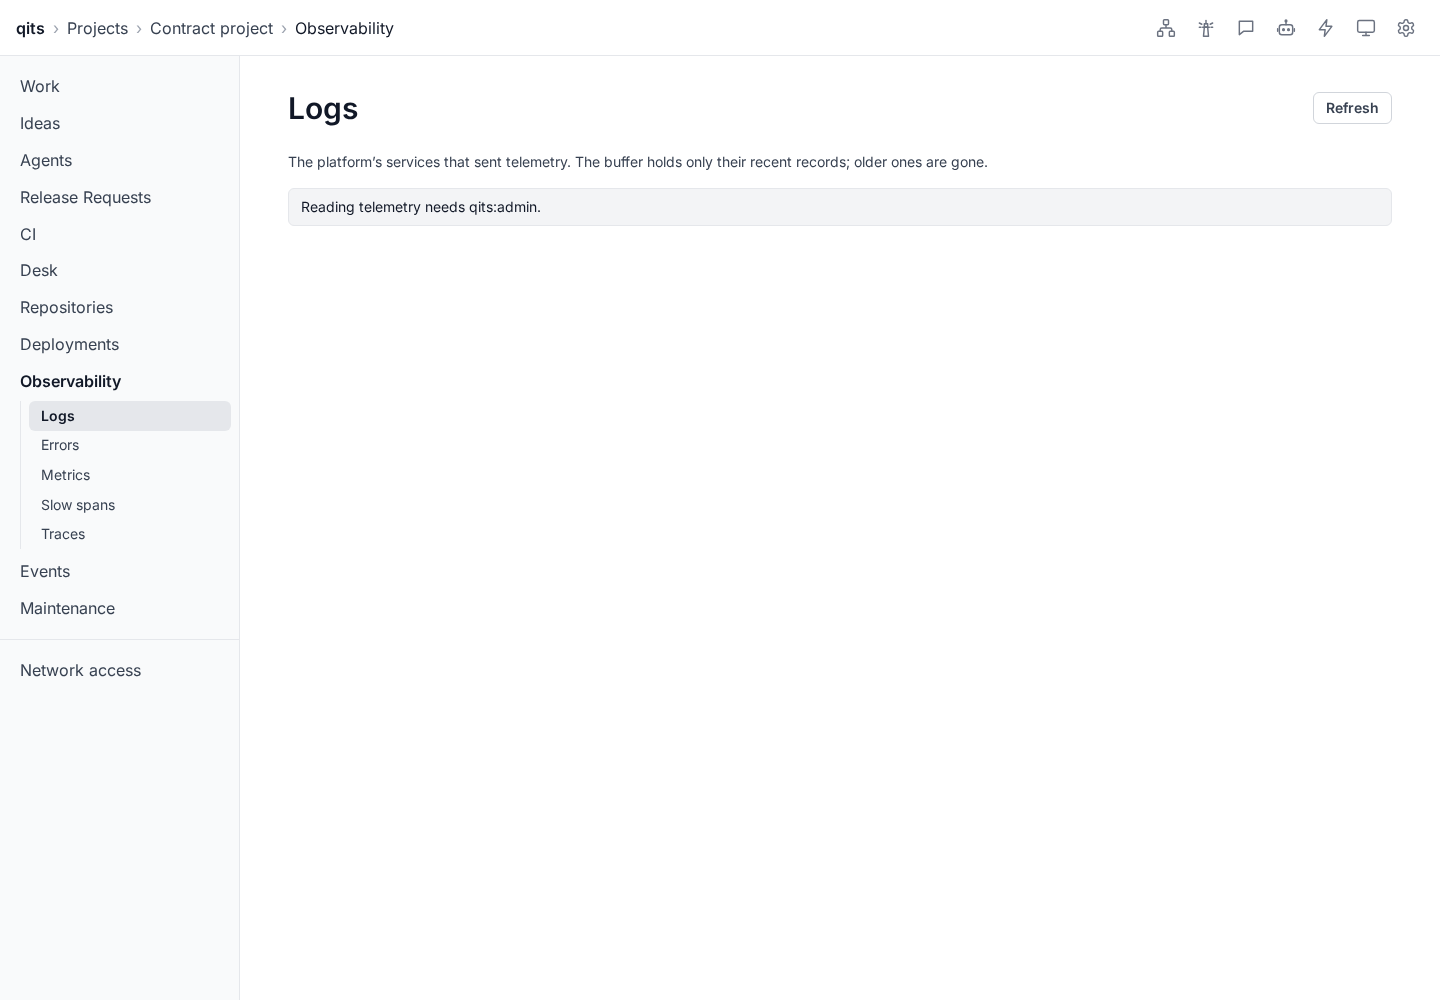 qits › Projects › Contract project › Observability
Work
Ideas
Agents
Release Requests
CI
Desk
Repositories
Deployments
Observability
Logs
Errors
Metrics
Slow spans
Traces
Events
Maintenance
Network access
Logs
Refresh
The platform’s services that sent telemetry. The buffer holds only their recent records; older ones are gone.
Reading telemetry needs qits:admin.